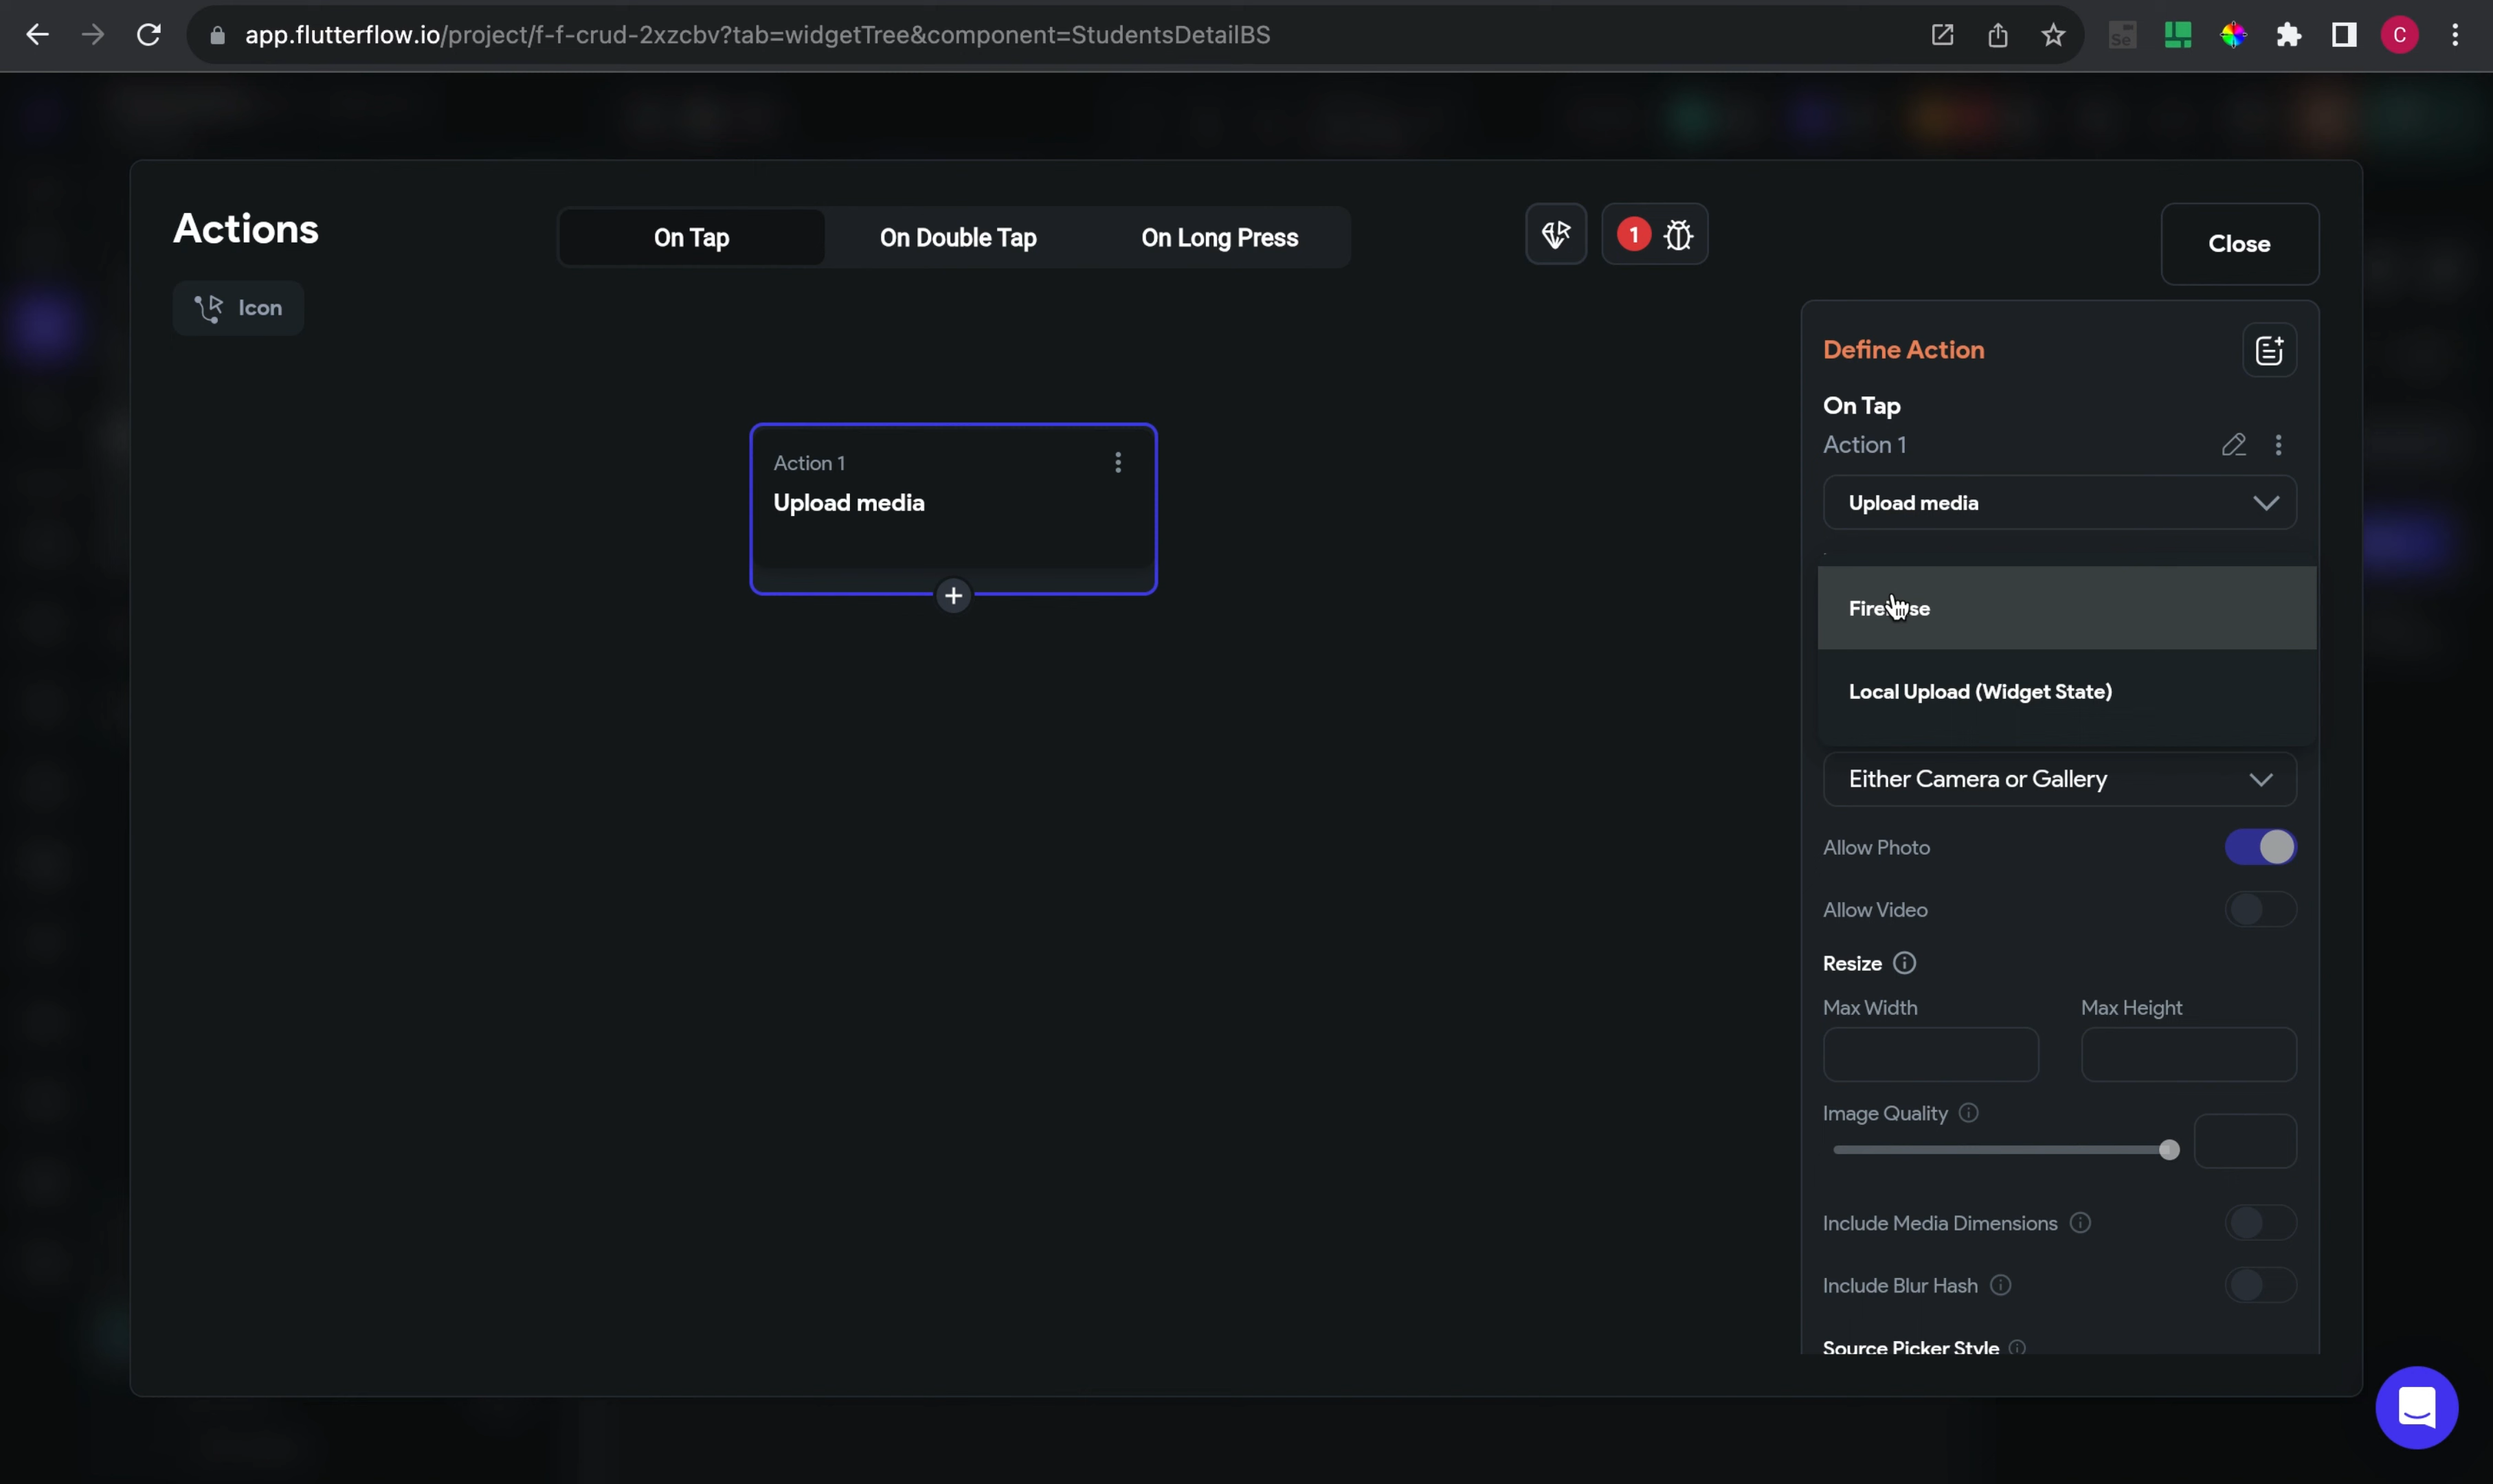 app.flutterflow.io/project/f-f-crud-2xzcbv?tab=widgetTree&component=StudentsDetailBS
Se
C
Actions
On Tap
On Double Tap
On Long Press
1
Close
Icon
Define Action
On Tap
Action 1
Upload media
Action 1
Upload media
Local Upload (Widget State)
Either Camera or Gallery
Allow Photo
Allow Video
Resize
Max Width
Max Height
Image Quality
Include Media Dimensions
Include Blur Hash
Source Picker Style